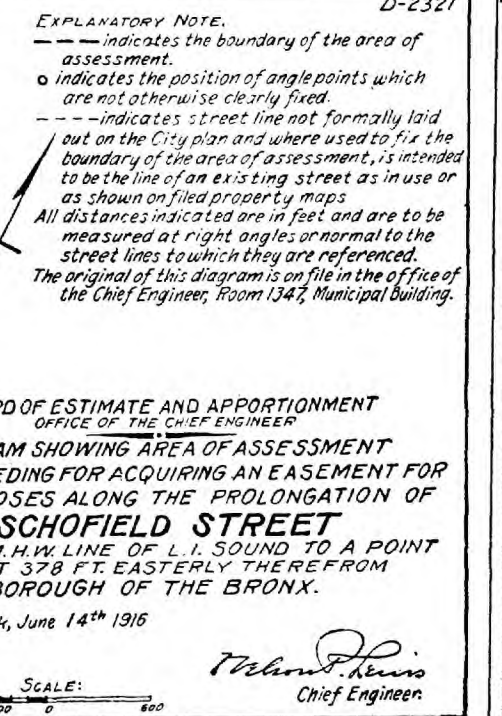 D-2321
EXPLANATORY NOTE.
indicates the boundary of the area of
assessment.
o indicates the position of angle points which
are not otherwise clearly fixed.
indicates street line not formally laid
out on the City plan and where used to fix the
boundary of the area of assessment, is intended
to be the line of an existing street as in use or
as shown on filed property maps
All distances indicated are in feet and are to be
measured at right angles or normal to the
street lines to which they are referenced.
The original of this diagram is on file in the office of
the Chief Engineer, Room 1347, Municipal Building.
RD OF ESTIMATE AND APPORTIONMENT
OFFICE OF THE CHIEF ENGINEER
AM SHOWING AREA OF ASSESSMENT
EDING FOR ACQUIRING AN EASEMENT FOR
OSES ALONG THE PROLONGATION OF
SCHOFIELD STREET
.H.W. LINE OF L.I. SOUND TO A POINT
T 378 FT. EASTERLY THEREFROM
BOROUGH OF THE BRONX.
k, June 14th 1916
Nelson P. Lewis
Chief Engineer.
SCALE:
00 0 600